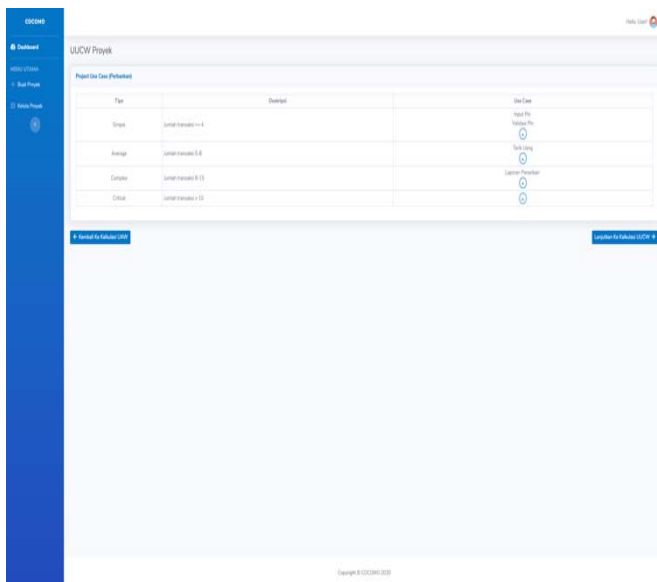 COCOMO
Hello, User!
Dashboard
MENU UTAMA
Buat Proyek
Kelola Proyek
UUCW Proyek
Project Use Case (Perbankan)
Tipe Deskripsi Use Case
Simple Jumlah transaksi <= 4 Input Pin
Validasi Pin
Average Jumlah transaksi 5-8 Tarik Uang
Complex Jumlah transaksi 9-15 Laporan Penarikan
Critical Jumlah transaksi > 15
← Kembali Ke Kalkulasi UAW
Lanjutkan Ke Kalkulasi UUCW →
Copyright © COCOMO 2020